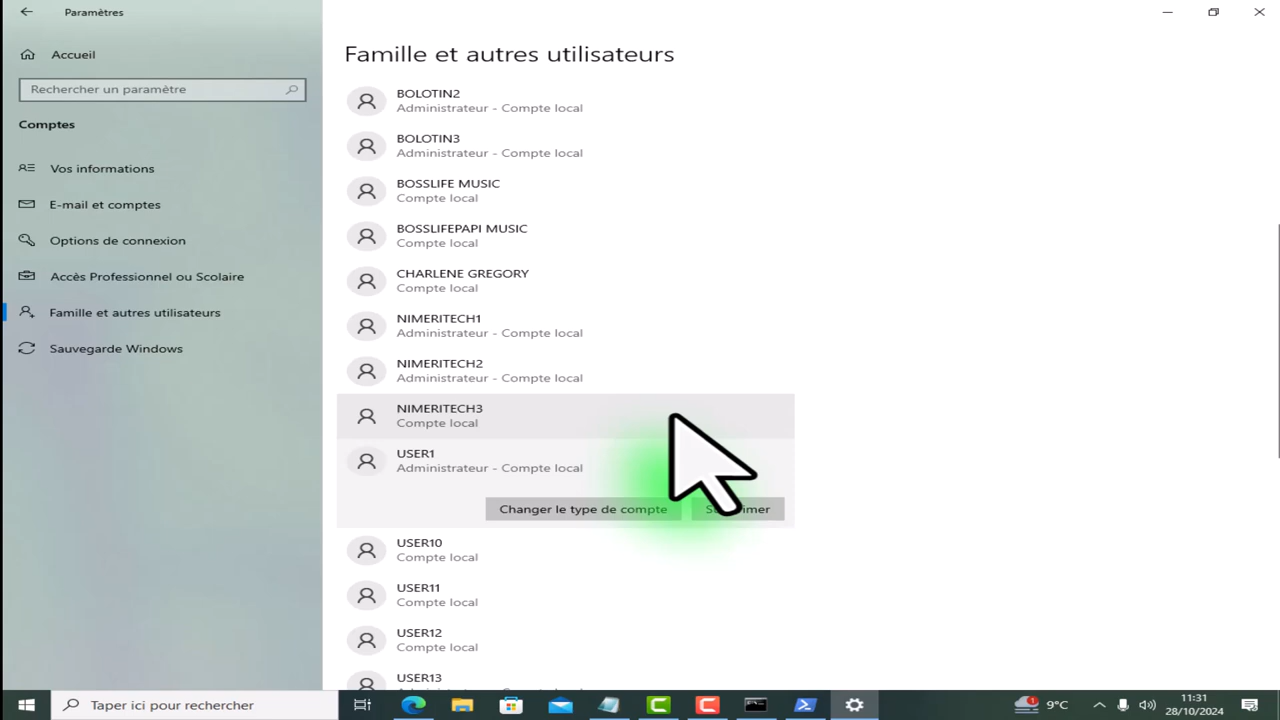 Paramètres
Accueil
Rechercher un paramètre
Comptes
Vos informations
E-mail et comptes
Options de connexion
Accès Professionnel ou Scolaire
Famille et autres utilisateurs
Sauvegarde Windows
Famille et autres utilisateurs
BOLOTIN2
Administrateur - Compte local
BOLOTIN3
Administrateur - Compte local
BOSSLIFE MUSIC
Compte local
BOSSLIFEPAPI MUSIC
Compte local
CHARLENE GREGORY
Compte local
NIMERITECH1
Administrateur - Compte local
NIMERITECH2
Administrateur - Compte local
NIMERITECH3
Compte local
USER1
Administrateur - Compte local
Changer le type de compte
USER10
Compte local
USER11
Compte local
USER12
Compte local
USER13
Taper ici pour rechercher
1
9°C
11:31
28/10/2024